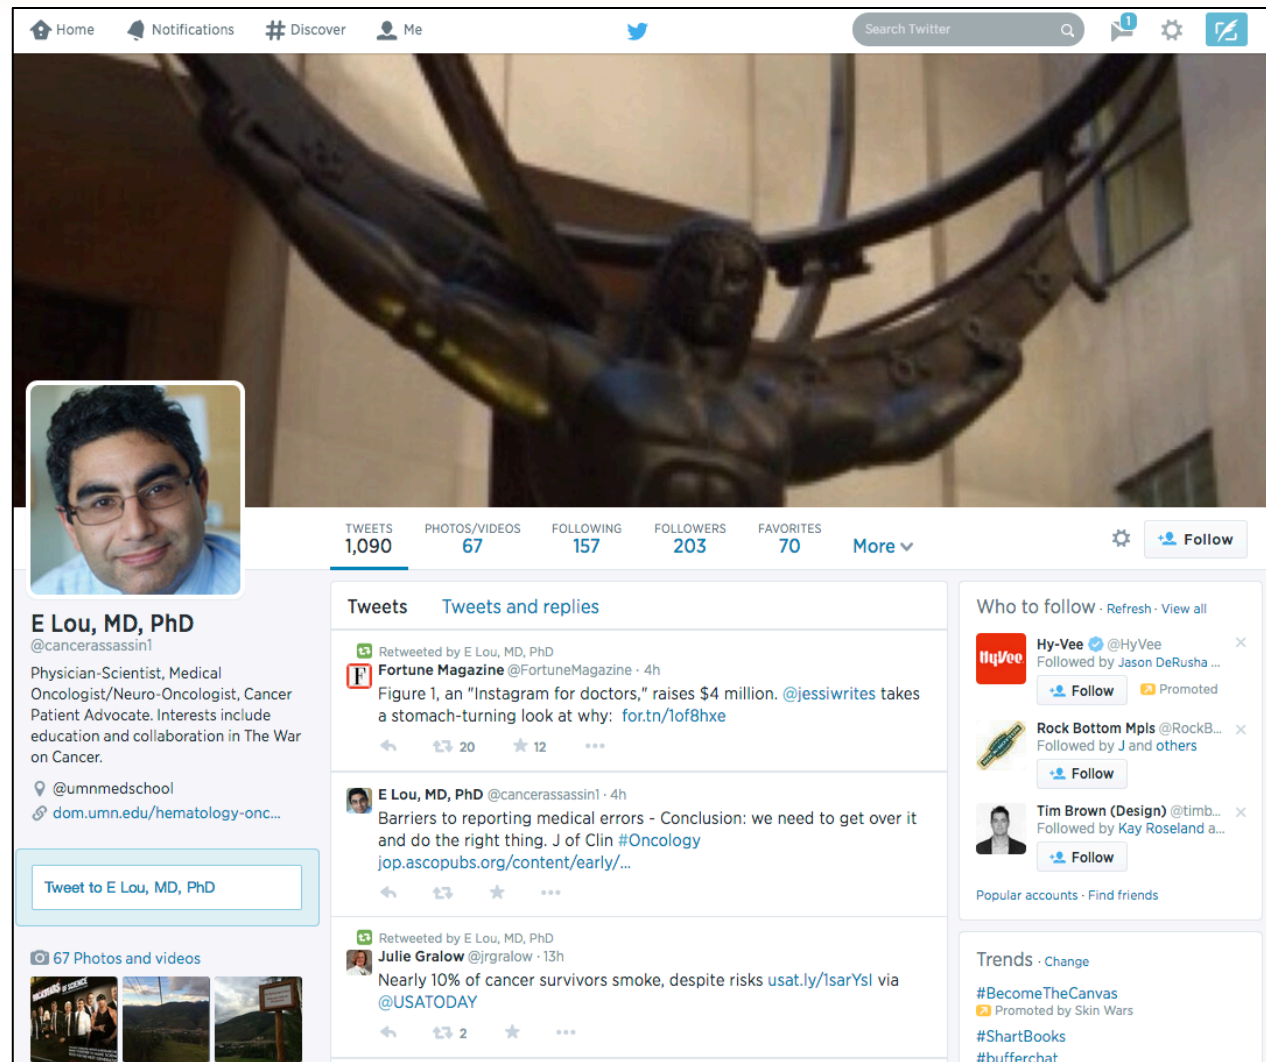 Home
Notifications
Discover
Me
Search Twitter
1
TWEETS
1,090
PHOTOS/VIDEOS
67
FOLLOWING
157
FOLLOWERS
203
FAVORITES
70
More
Follow
E Lou, MD, PhD
@cancerassassin1
Physician-Scientist, Medical
Oncologist/Neuro-Oncologist, Cancer
Patient Advocate. Interests include
education and collaboration in The War
on Cancer.
@umnmedschool
dom.umn.edu/hematology-onc...
Tweet to E Lou, MD, PhD
67 Photos and videos
Tweets
Tweets and replies
Retweeted by E Lou, MD, PhD
F
Fortune Magazine @FortuneMagazine · 4h
Figure 1, an "Instagram for doctors," raises $4 million. @jessiwrites takes
a stomach-turning look at why: for.tn/1of8hxe
20
12
E Lou, MD, PhD @cancerassassin1 · 4h
Barriers to reporting medical errors - Conclusion: we need to get over it
and do the right thing. J of Clin #Oncology
jop.ascopubs.org/content/early/...
Retweeted by E Lou, MD, PhD
Julie Gralow @jrgralow · 13h
Nearly 10% of cancer survivors smoke, despite risks usat.ly/1sarYsI via
@USATODAY
2
Who to follow · Refresh · View all
HyVee
Hy-Vee @HyVee
Followed by Jason DeRusha ...
Follow
Promoted
Rock Bottom Mpls @RockB...
Followed by J and others
Follow
Tim Brown (Design) @timb...
Followed by Kay Roseland a...
Follow
Popular accounts · Find friends
Trends · Change
#BecomeTheCanvas
Promoted by Skin Wars
#ShartBooks
#bufferchat